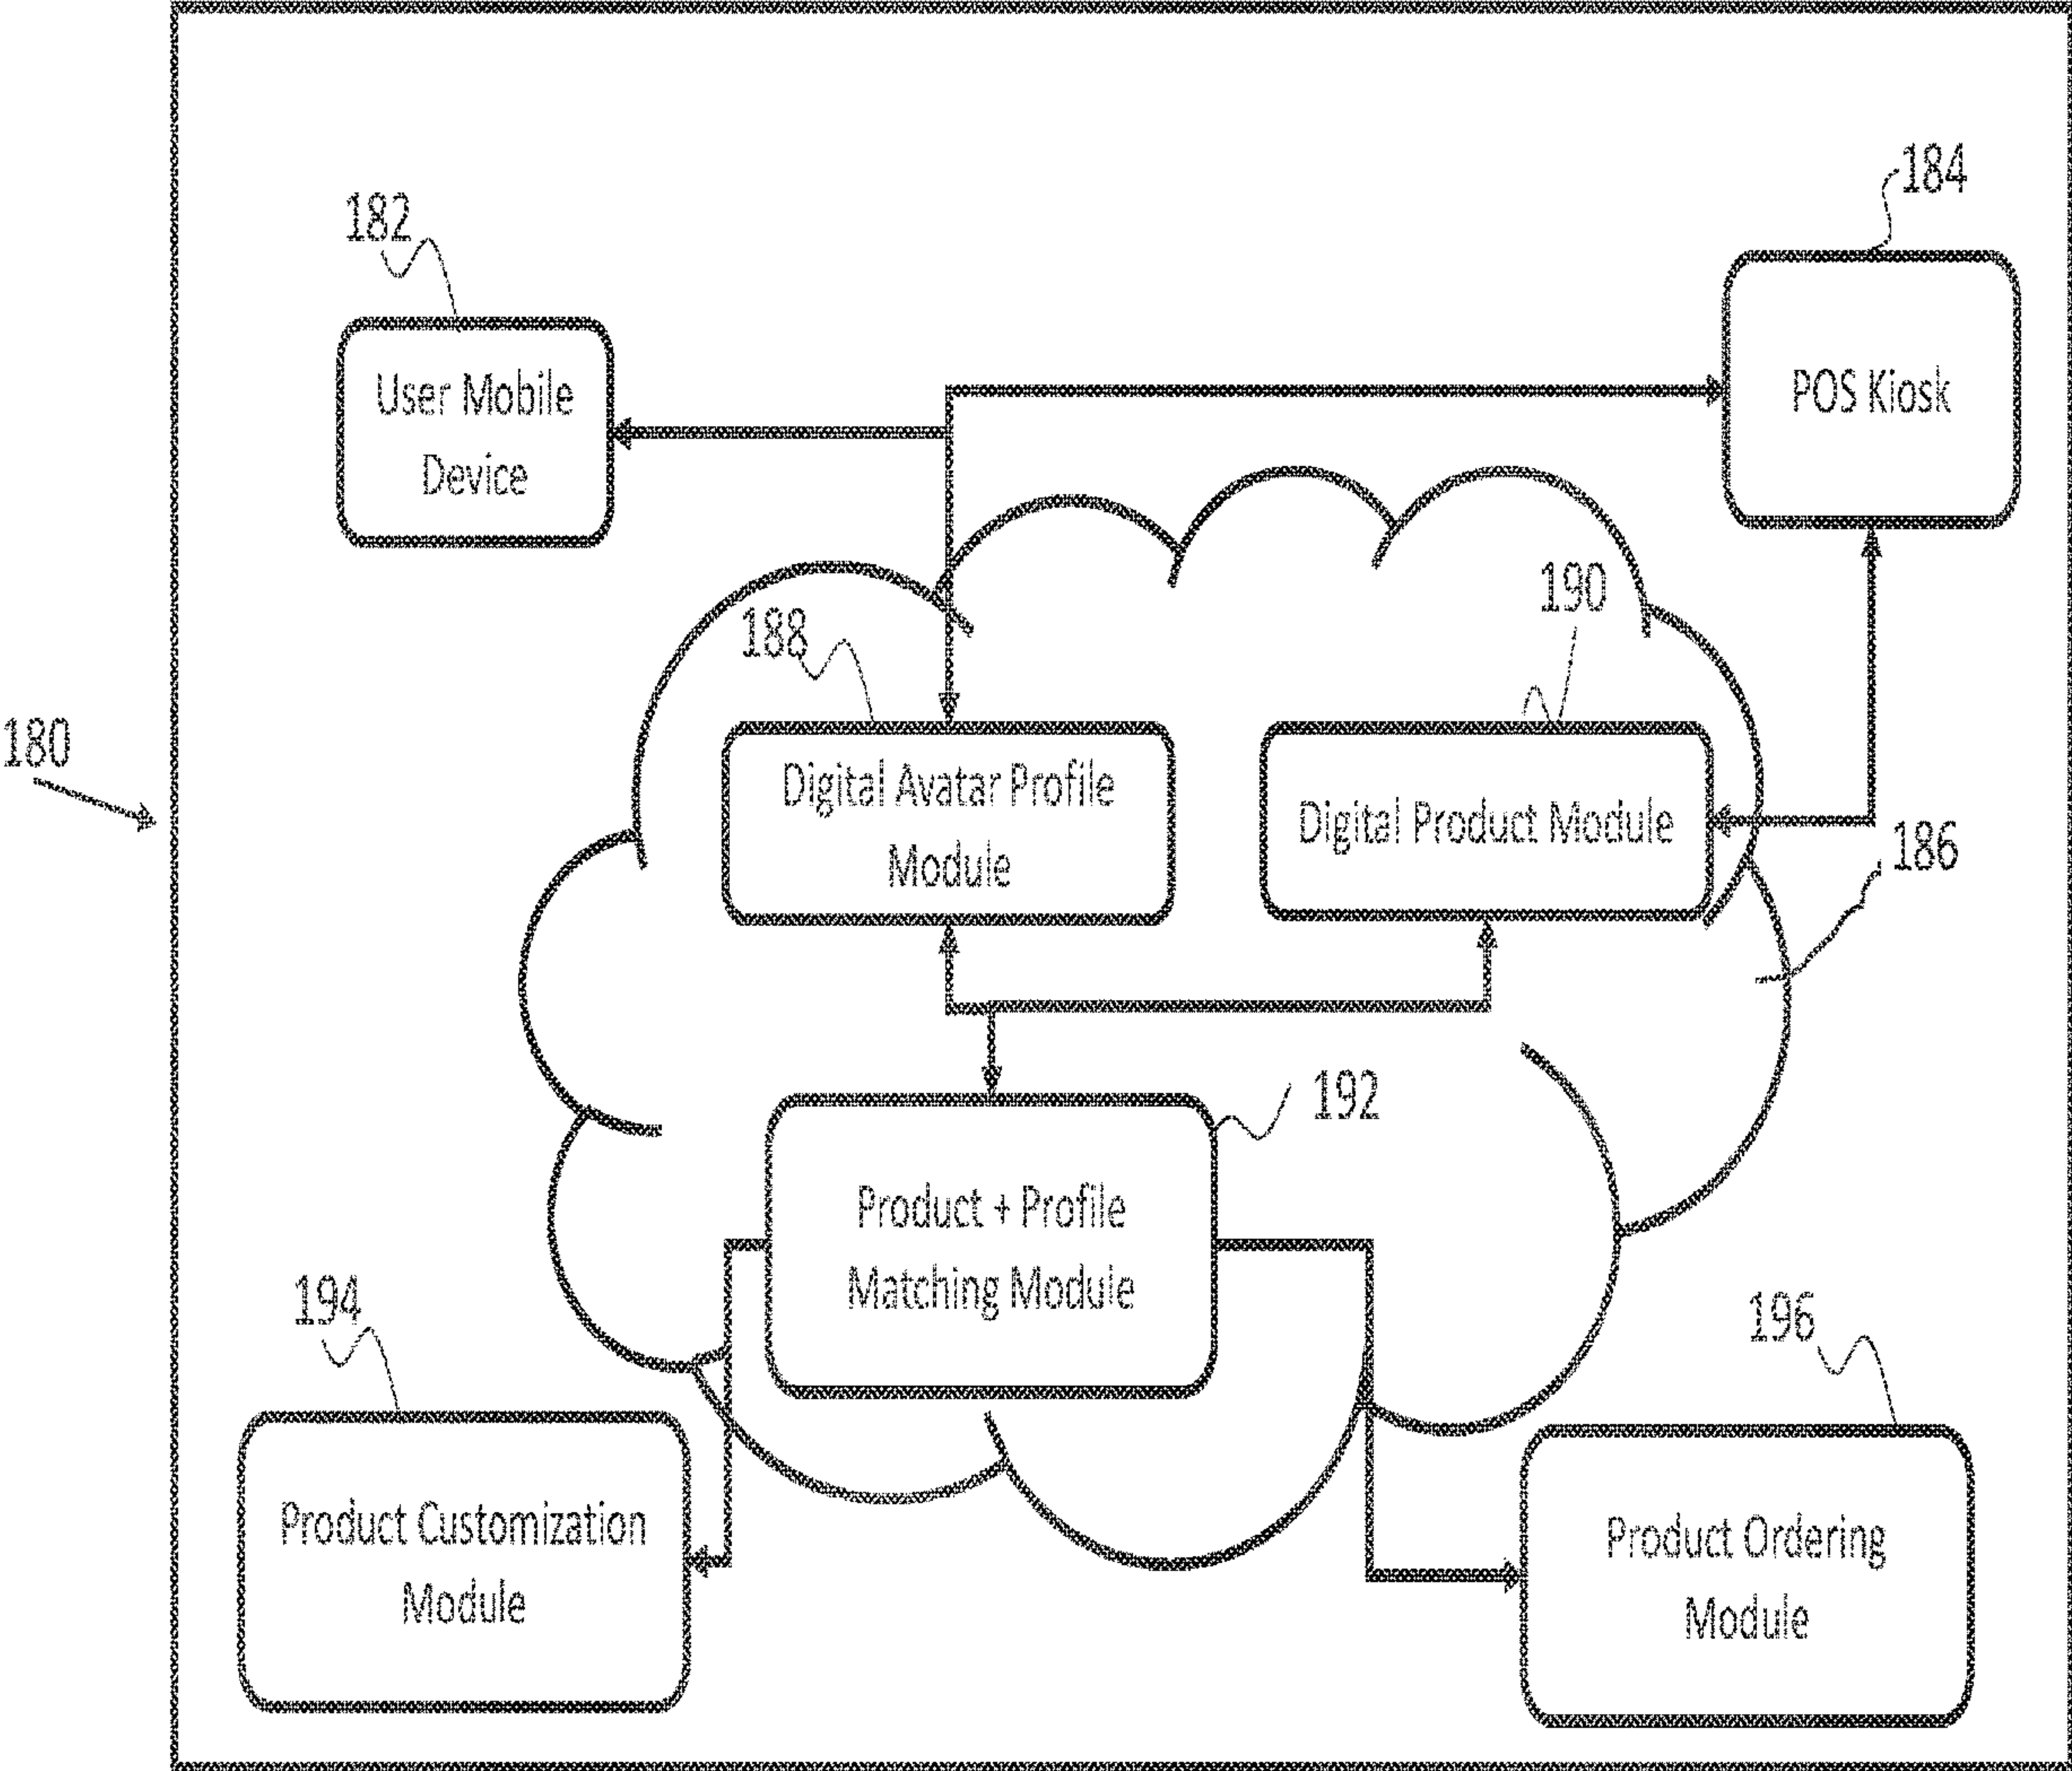 184
182
User Mobile
Device
POS Kiosk
190
188
180
Digital Avatar Profile
Module
Digital Product Module
186
192
Product + Profile
Matching Module
194
196
Product Customization
Module
Product Ordering
Module